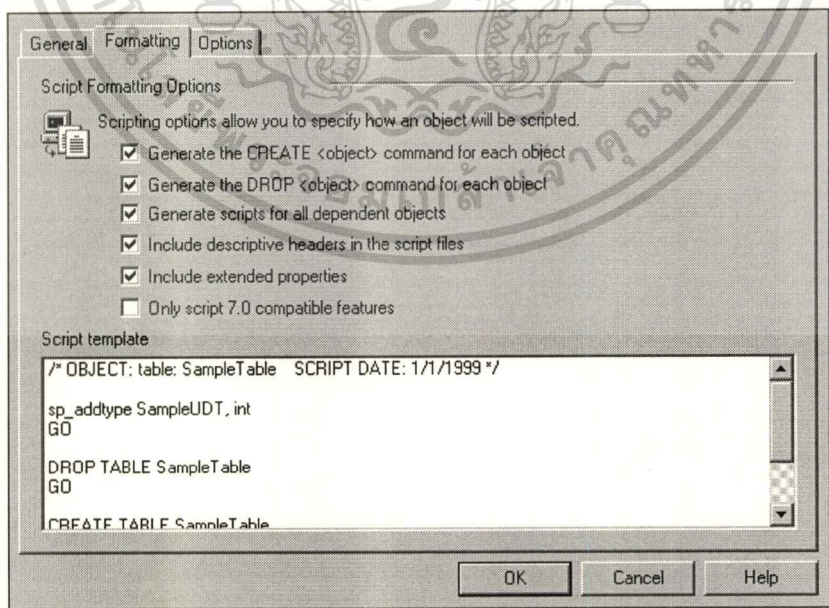 General Formatting Options
Script Formatting Options
Scripting options allow you to specify how an object will be scripted.
Generate the CREATE <object> command for each object
Generate the DROP <object> command for each object
Generate scripts for all dependent objects
Include descriptive headers in the script files
Include extended properties
Only script 7.0 compatible features
Script template
/* OBJECT: table: SampleTable SCRIPT DATE: 1/1/1999 */
sp_addtype SampleUDT, int
GO
DROP TABLE SampleTable
GO
CREATE TABLE SampleTable
OK Cancel Help